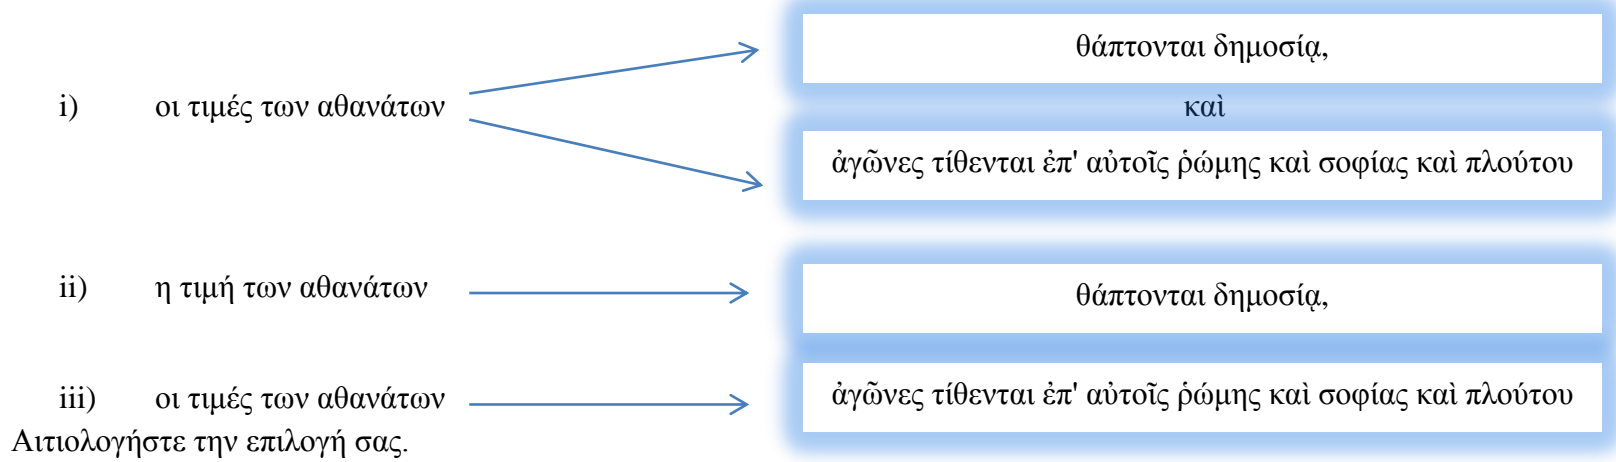 θάπτονται δημοσίᾳ,
i) οι τιμές των αθανάτων
καὶ
ἀγῶνες τίθενται ἐπ' αὐτοῖς ῥώμης καὶ σοφίας καὶ πλούτου
ii) η τιμή των αθανάτων
θάπτονται δημοσίᾳ,
iii) οι τιμές των αθανάτων
ἀγῶνες τίθενται ἐπ' αὐτοῖς ῥώμης καὶ σοφίας καὶ πλούτου
Αιτιολογήστε την επιλογή σας.